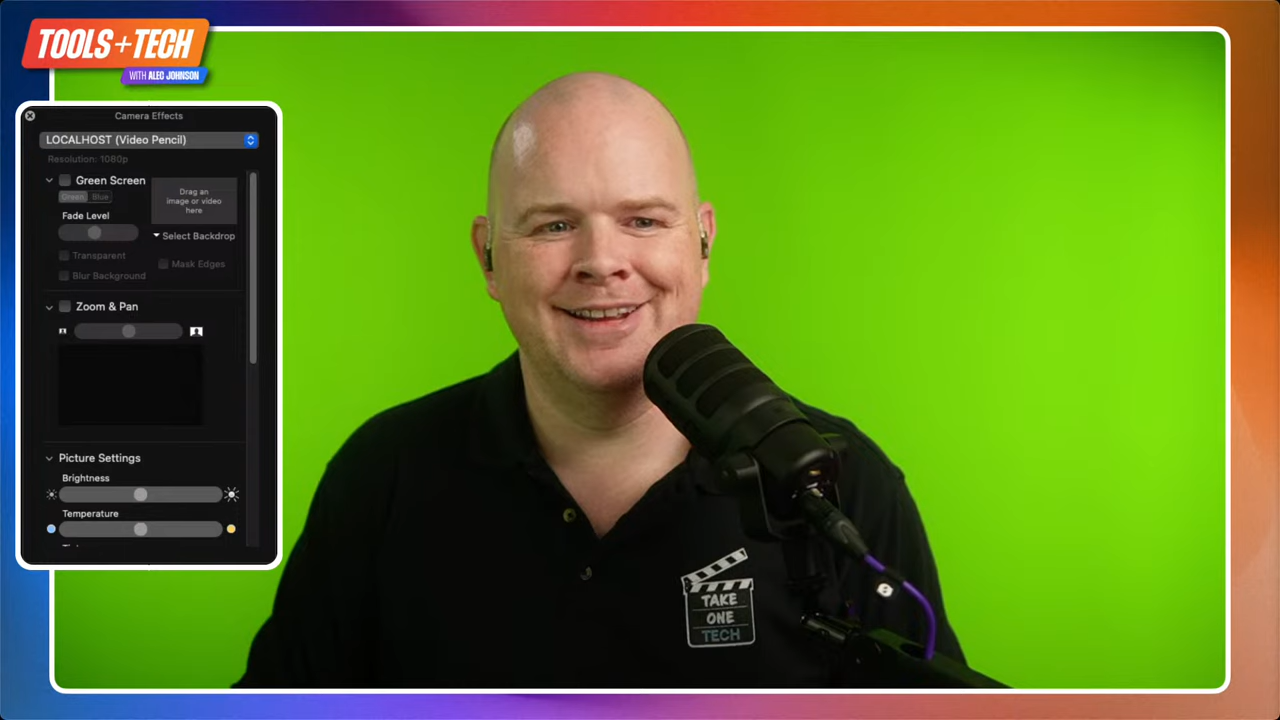 TOOLS+TECH
WITH ALEC JOHNSON
Camera Effects
LOCALHOST (Video Pencil)
Resolution: 1080p
Green Screen
Green Blue
Fade Level
Transparent
Blur Background
Drag an
image or video
here
Select Backdrop
Mask Edges
Zoom & Pan
Picture Settings
Brightness
Temperature
TAKE
ONE
TECH